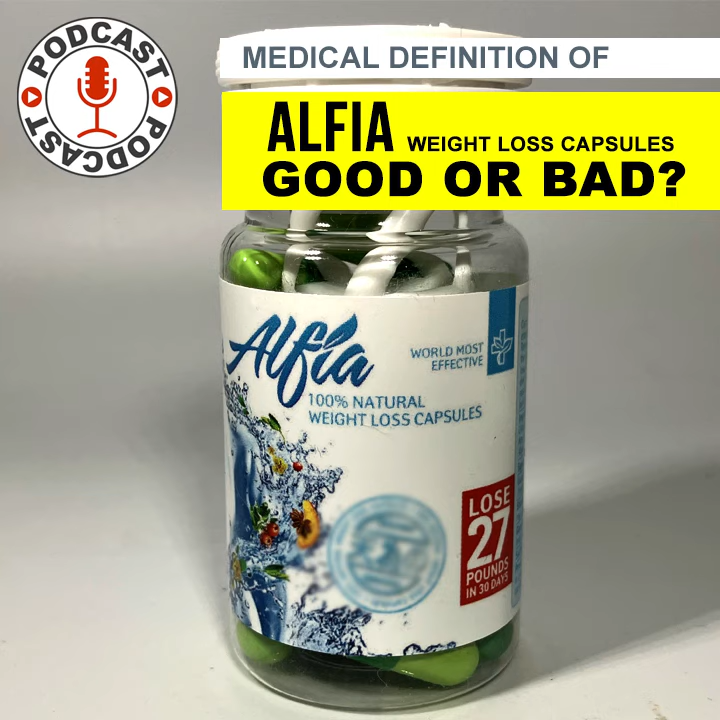 PODCAST
PODCAST
MEDICAL DEFINITION OF
ALFIA WEIGHT LOSS CAPSULES
GOOD OR BAD?
Alfia
WORLD MOST
EFFECTIVE
100% NATURAL
WEIGHT LOSS CAPSULES
LOSE
27
POUNDS
IN 30 DAYS